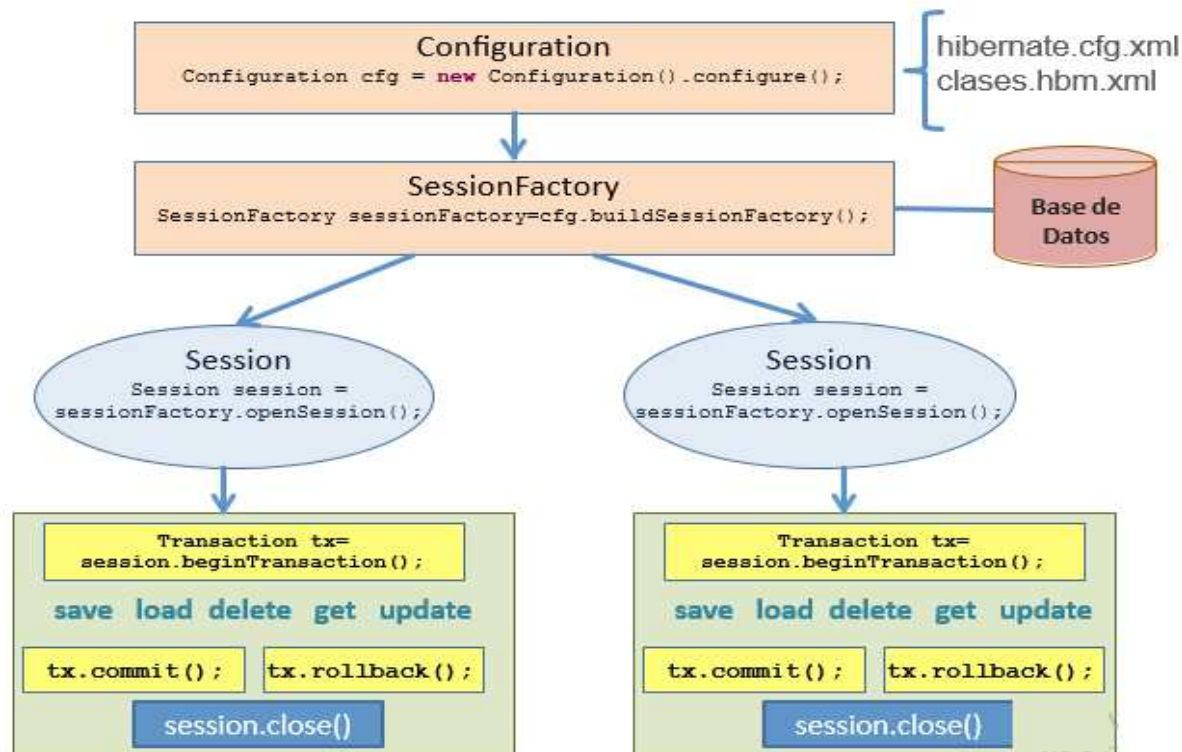 Configuration
Configuration cfg = new Configuration().configure();
hibernate.cfg.xml
clases.hbm.xml
SessionFactory
SessionFactory sessionFactory=cfg.buildSessionFactory();
Base de
Datos
Session
Session session =
sessionFactory.openSession();
Session
Session session =
sessionFactory.openSession();
Transaction tx=
session.beginTransaction();
save load delete get update
tx.commit(); tx.rollback();
session.close()
Transaction tx=
session.beginTransaction();
save load delete get update
tx.commit(); tx.rollback();
session.close()